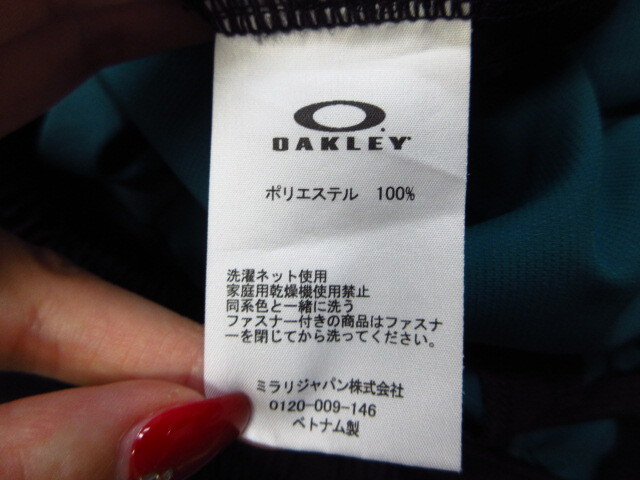 OAKLEY
ポリエステル 100%
洗濯ネット使用
家庭用乾燥機使用禁止
同系色と一緒に洗う
ファスナー付きの商品はファスナ
ーを閉じてから洗ってください。
ミラリジャパン株式会社
0120-009-146
ベトナム製